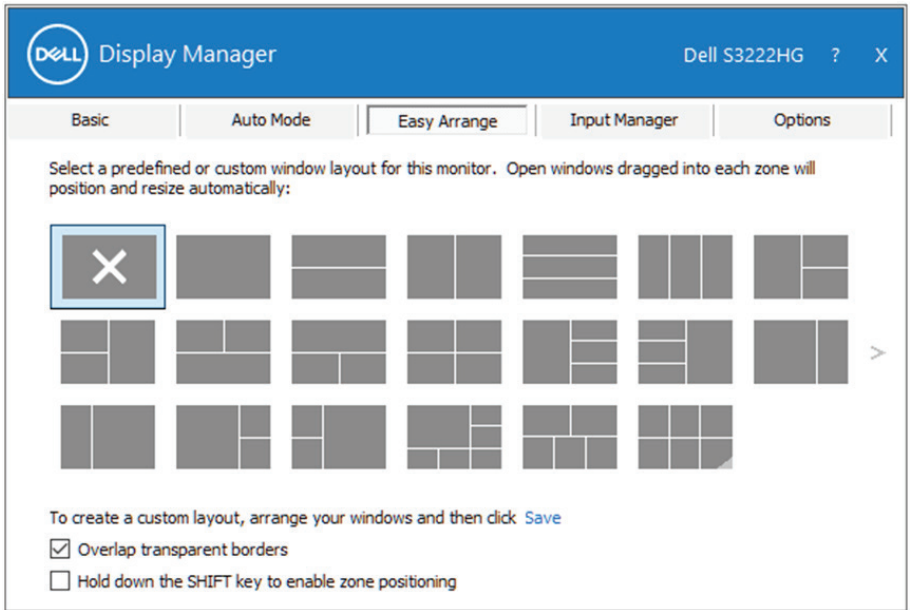 DELL Display Manager Dell S3222HG ? X
Basic Auto Mode Easy Arrange Input Manager Options
Select a predefined or custom window layout for this monitor. Open windows dragged into each zone will
position and resize automatically:
>
To create a custom layout, arrange your windows and then click Save
Overlap transparent borders
Hold down the SHIFT key to enable zone positioning